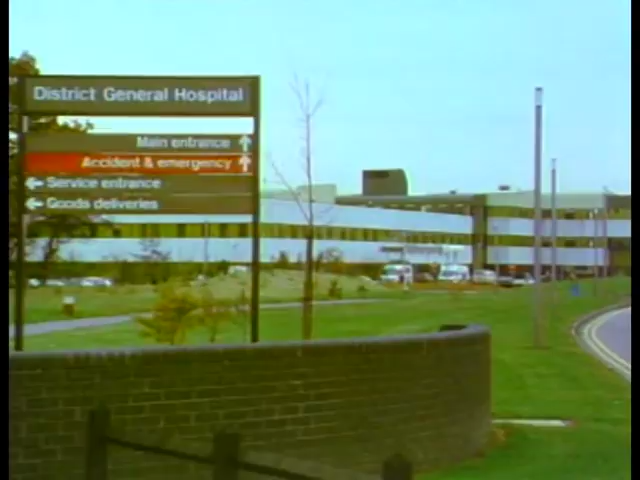 District General Hospital
Main entrance ↑
Accident & emergency ↑
← Service entrance
← Goods deliveries